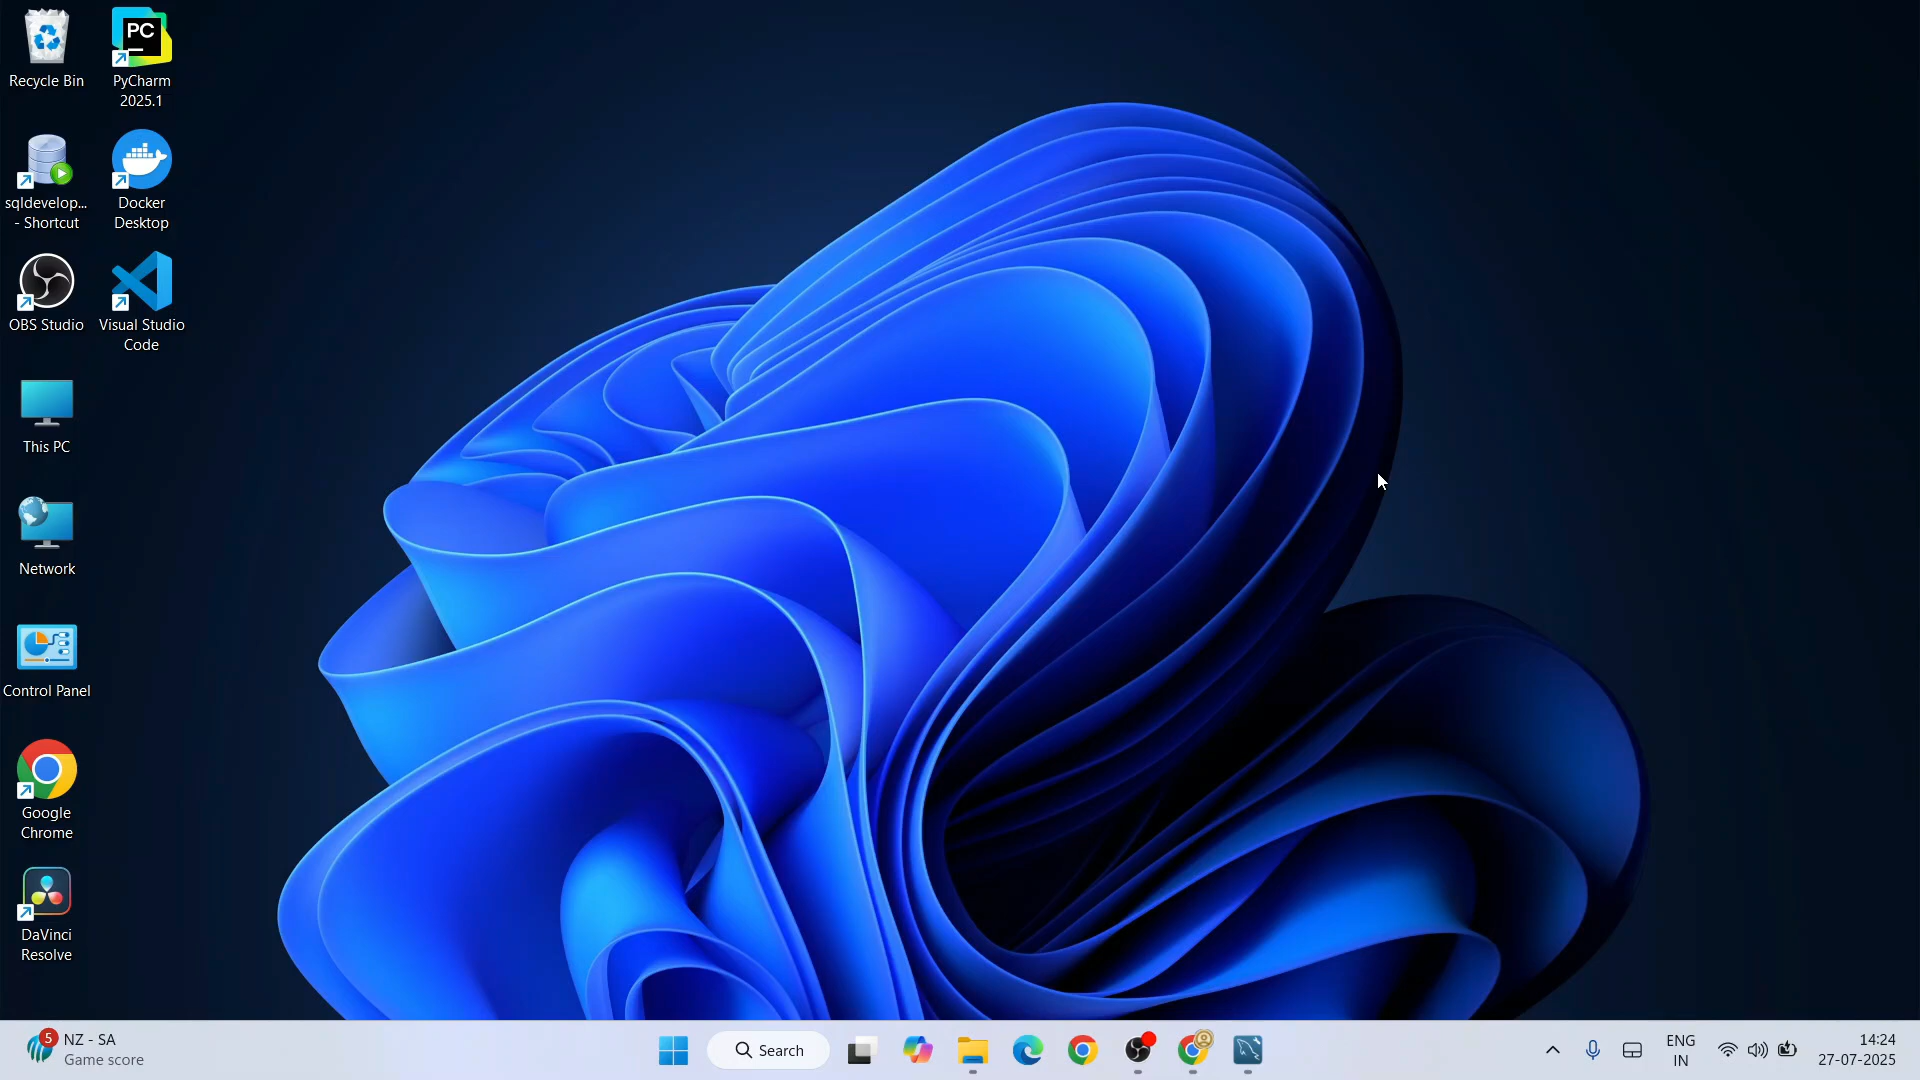 Recycle Bin
PC
PyCharm
2025.1
sqldevelop...
- Shortcut
Docker
Desktop
OBS Studio
Visual Studio
Code
This PC
Network
Control Panel
Google
Chrome
DaVinci
Resolve
5
NZ - SA
Game score
Search
ENG
IN
14:24
27-07-2025